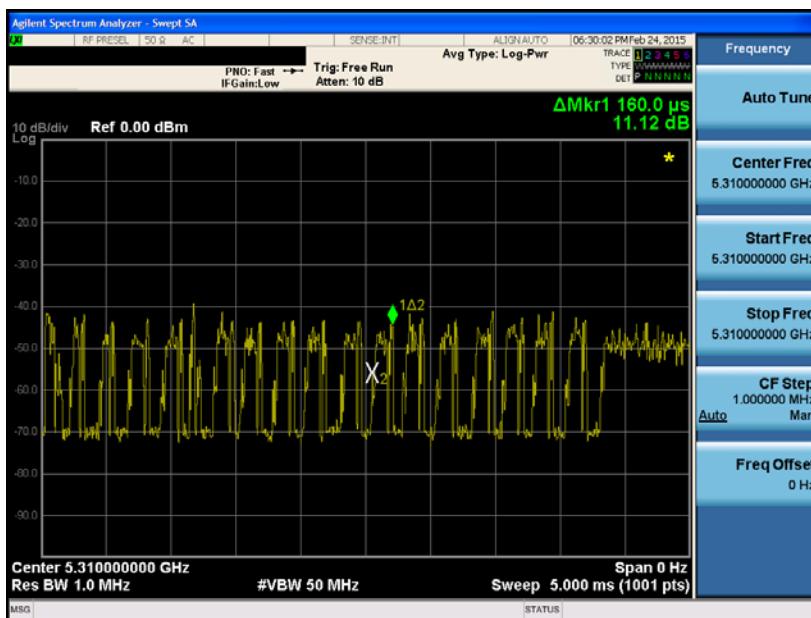 Agilent Spectrum Analyzer - Swept SA
RF PRESEL 50 Ω AC SENSE:INT ALIGN AUTO 06:30:02 PM Feb 24, 2015
PNO: Fast
IFGain:Low
Trig: Free Run
Atten: 10 dB
Avg Type: Log-Pwr
TRACE 1 2 3 4 5 6
TYPE
DET P N N N N N
ΔMkr1 160.0 µs
11.12 dB
10 dB/div
Log
Ref 0.00 dBm
*
-10.0
-20.0
-30.0
-40.0
-50.0
-60.0
-70.0
-80.0
-90.0
1Δ2
X2
Center 5.310000000 GHz
Span 0 Hz
Res BW 1.0 MHz
#VBW 50 MHz
Sweep 5.000 ms (1001 pts)
MSG
STATUS
Frequency
Auto Tune
Center Freq
5.310000000 GHz
Start Freq
5.310000000 GHz
Stop Freq
5.310000000 GHz
CF Step
1.000000 MHz
Auto Man
Freq Offset
0 Hz